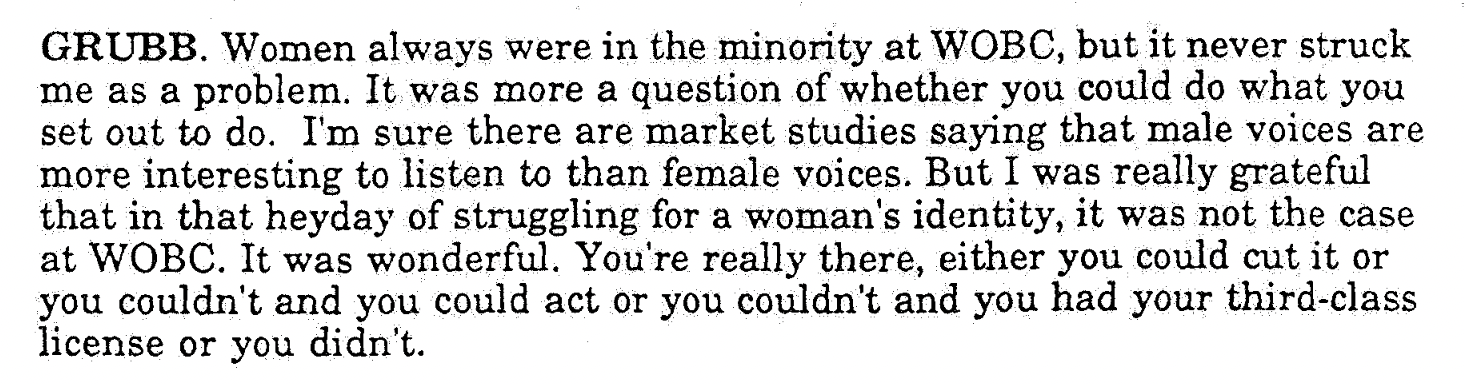 GRUBB. Women always were in the minority at WOBC, but it never struck
me as a problem. It was more a question of whether you could do what you
set out to do.  I'm sure there are market studies saying that male voices are
more interesting to listen to than female voices. But I was really grateful
that in that heyday of struggling for a woman's identity, it was not the case
at WOBC. It was wonderful. You're really there, either you could cut it or
you couldn't and you could act or you couldn't and you had your third-class
license or you didn't.